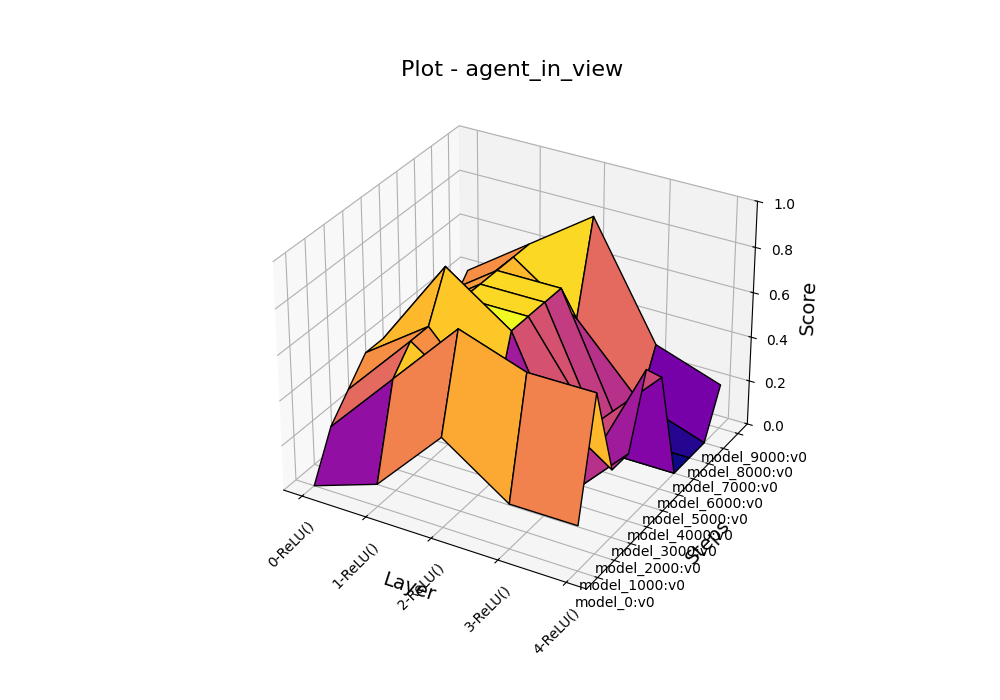 Plot - agent_in_view
1.0
0.8
0.6
0.4
0.2
0.0
Score
model_9000:v0
model_8000:v0
model_7000:v0
model_6000:v0
model_5000:v0
model_4000:v0
model_3000:v0
model_2000:v0
model_1000:v0
model_0:v0
Steps
0-ReLU()
1-ReLU()
2-ReLU()
3-ReLU()
4-ReLU()
Layer